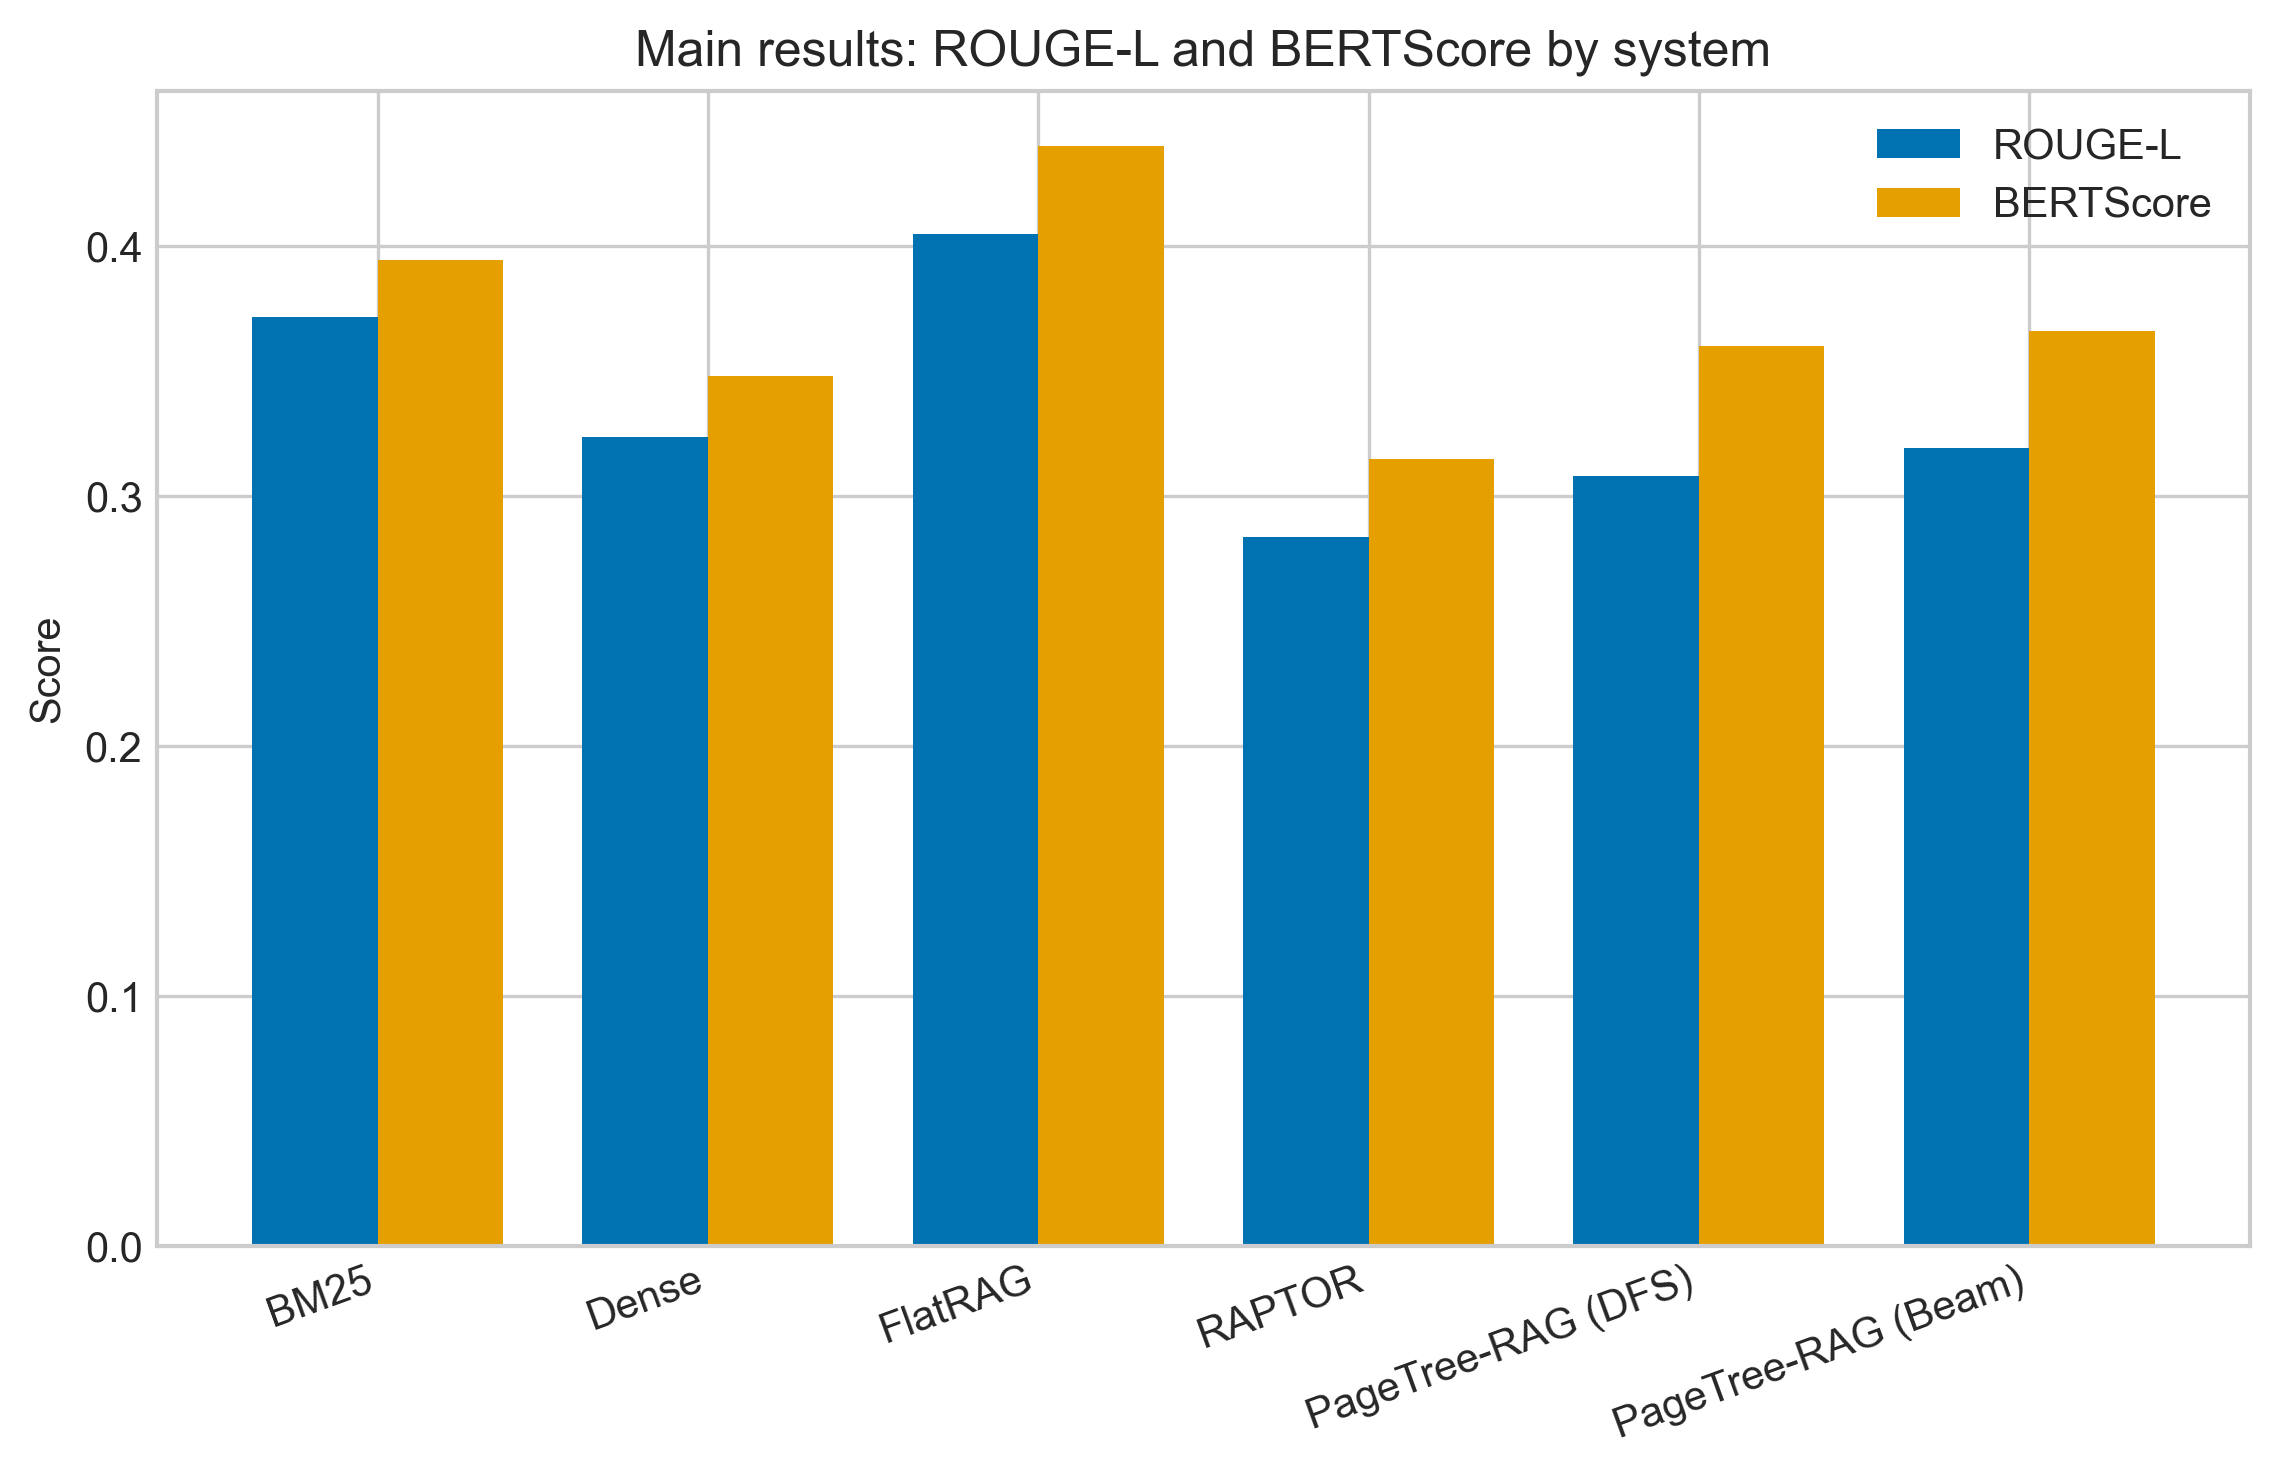 Main results: ROUGE-L and BERTScore by system
ROUGE-L
BERTScore
Score
0.4
0.3
0.2
0.1
0.0
BM25
Dense
FlatRAG
RAPTOR
PageTree-RAG (DFS)
PageTree-RAG (Beam)